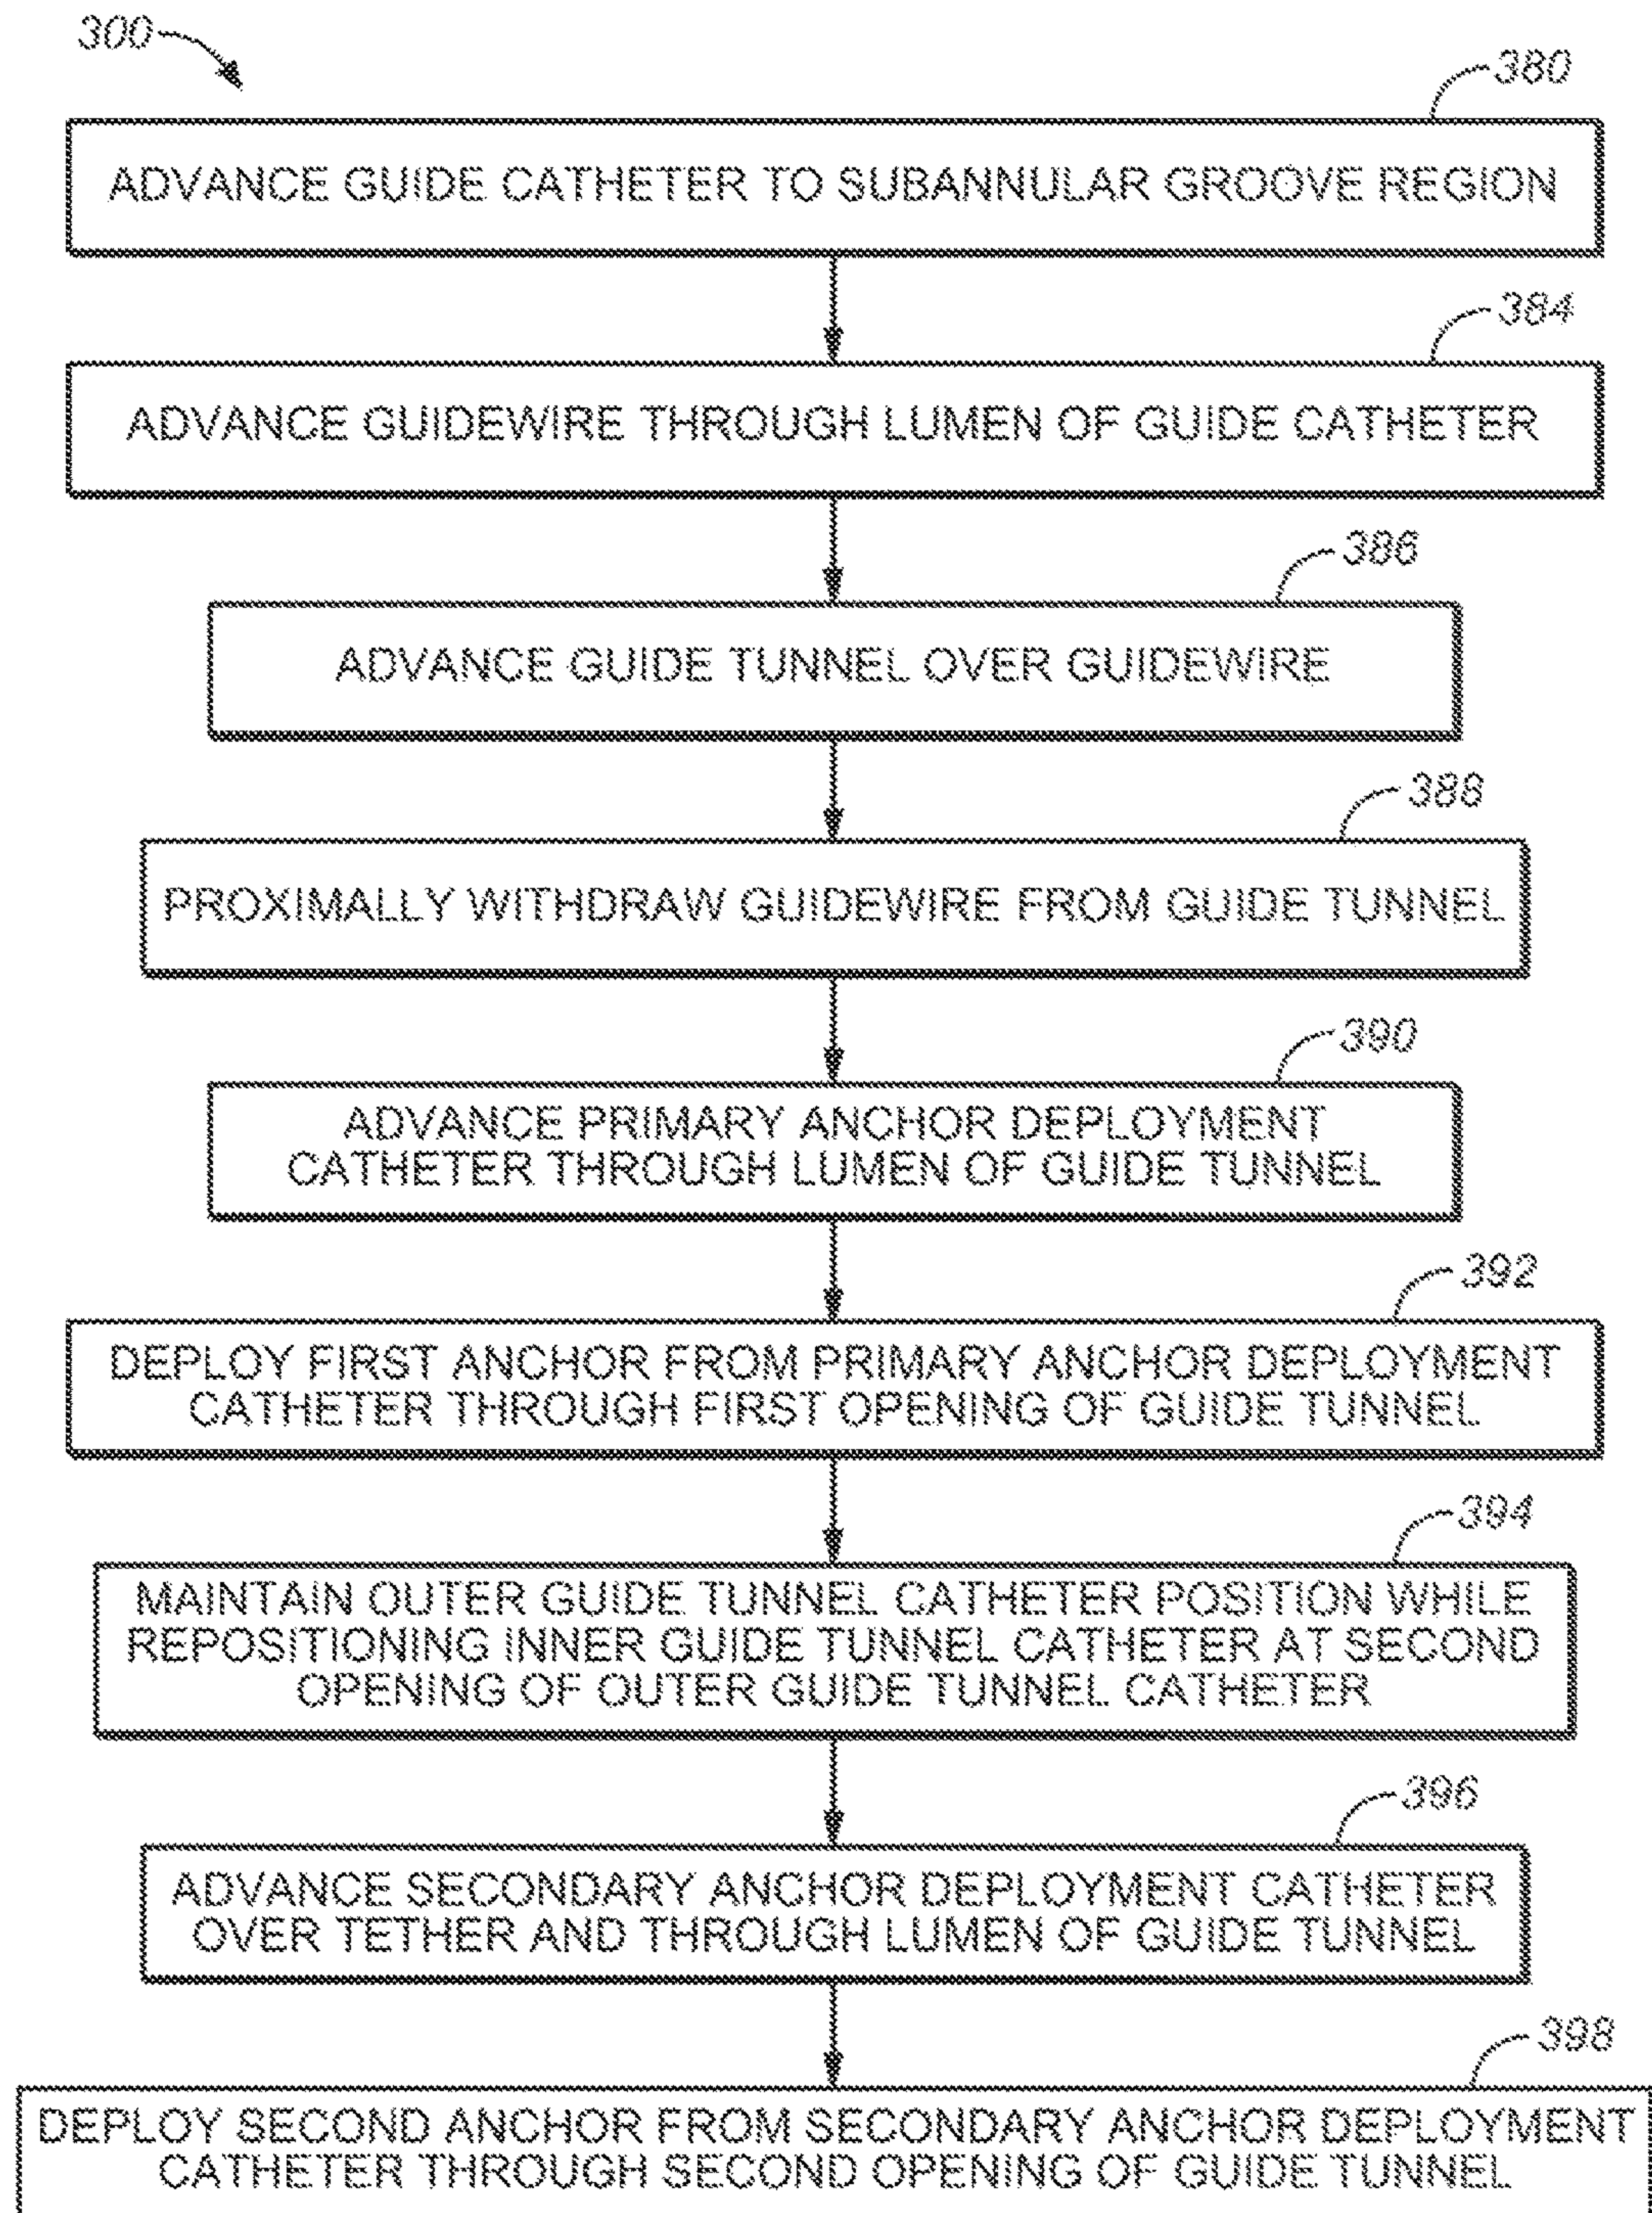 300
380
ADVANCE GUIDE CATHETER TO SUBANNULAR GROOVE REGION
384
ADVANCE GUIDEWIRE THROUGH LUMEN OF GUIDE CATHETER
386
ADVANCE GUIDE TUNNEL OVER GUIDEWIRE
388
PROXIMALLY WITHDRAW GUIDEWIRE FROM GUIDE TUNNEL
390
ADVANCE PRIMARY ANCHOR DEPLOYMENT
CATHETER THROUGH LUMEN OF GUIDE TUNNEL
392
DEPLOY FIRST ANCHOR FROM PRIMARY ANCHOR DEPLOYMENT
CATHETER THROUGH FIRST OPENING OF GUIDE TUNNEL
394
MAINTAIN OUTER GUIDE TUNNEL CATHETER POSITION WHILE
REPOSITIONING INNER GUIDE TUNNEL CATHETER AT SECOND
OPENING OF OUTER GUIDE TUNNEL CATHETER
396
ADVANCE SECONDARY ANCHOR DEPLOYMENT CATHETER
OVER TETHER AND THROUGH LUMEN OF GUIDE TUNNEL
398
DEPLOY SECOND ANCHOR FROM SECONDARY ANCHOR DEPLOYMENT
CATHETER THROUGH SECOND OPENING OF GUIDE TUNNEL